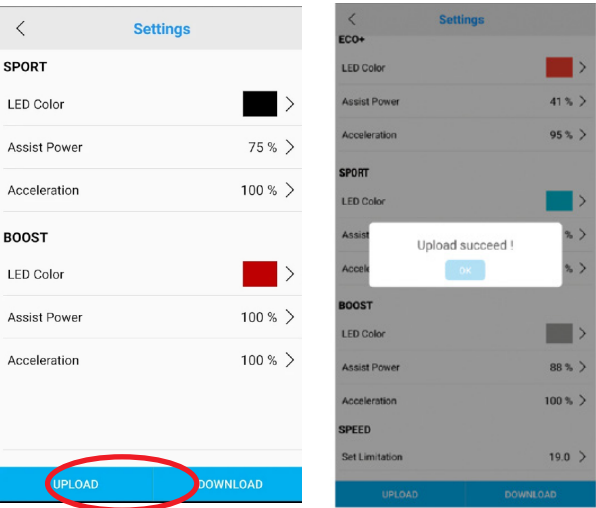 Settings
SPORT
LED Color
Assist Power 75 %
Acceleration 100 %
BOOST
LED Color
Assist Power 100 %
Acceleration 100 %
UPLOAD DOWNLOAD
Settings
ECO+
LED Color
Assist Power 41 %
Acceleration 95 %
SPORT
LED Color
Assist %
Upload succeed !
Accele %
OK
BOOST
LED Color
Assist Power 88 %
Acceleration 100 %
SPEED
Set Limitation 19.0
UPLOAD DOWNLOAD